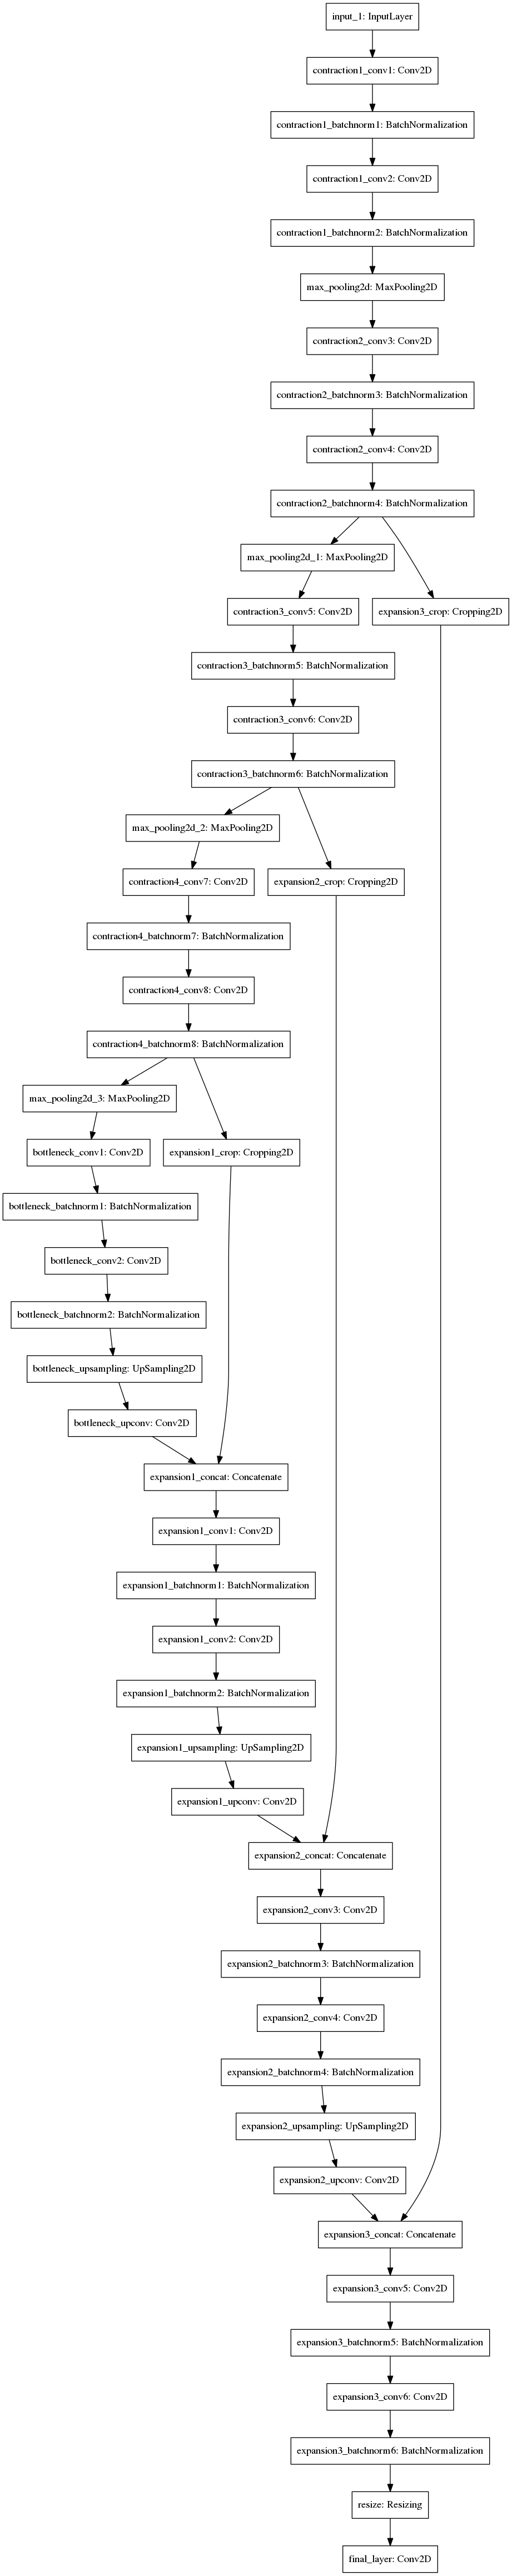 input_1: InputLayer
contraction1_conv1: Conv2D
contraction1_batchnorm1: BatchNormalization
contraction1_conv2: Conv2D
contraction1_batchnorm2: BatchNormalization
max_pooling2d: MaxPooling2D
contraction2_conv3: Conv2D
contraction2_batchnorm3: BatchNormalization
contraction2_conv4: Conv2D
contraction2_batchnorm4: BatchNormalization
max_pooling2d_1: MaxPooling2D
contraction3_conv5: Conv2D
expansion3_crop: Cropping2D
contraction3_batchnorm5: BatchNormalization
contraction3_conv6: Conv2D
contraction3_batchnorm6: BatchNormalization
max_pooling2d_2: MaxPooling2D
contraction4_conv7: Conv2D
expansion2_crop: Cropping2D
contraction4_batchnorm7: BatchNormalization
contraction4_conv8: Conv2D
contraction4_batchnorm8: BatchNormalization
max_pooling2d_3: MaxPooling2D
bottleneck_conv1: Conv2D
expansion1_crop: Cropping2D
bottleneck_batchnorm1: BatchNormalization
bottleneck_conv2: Conv2D
bottleneck_batchnorm2: BatchNormalization
bottleneck_upsampling: UpSampling2D
bottleneck_upconv: Conv2D
expansion1_concat: Concatenate
expansion1_conv1: Conv2D
expansion1_batchnorm1: BatchNormalization
expansion1_conv2: Conv2D
expansion1_batchnorm2: BatchNormalization
expansion1_upsampling: UpSampling2D
expansion1_upconv: Conv2D
expansion2_concat: Concatenate
expansion2_conv3: Conv2D
expansion2_batchnorm3: BatchNormalization
expansion2_conv4: Conv2D
expansion2_batchnorm4: BatchNormalization
expansion2_upsampling: UpSampling2D
expansion2_upconv: Conv2D
expansion3_concat: Concatenate
expansion3_conv5: Conv2D
expansion3_batchnorm5: BatchNormalization
expansion3_conv6: Conv2D
expansion3_batchnorm6: BatchNormalization
resize: Resizing
final_layer: Conv2D